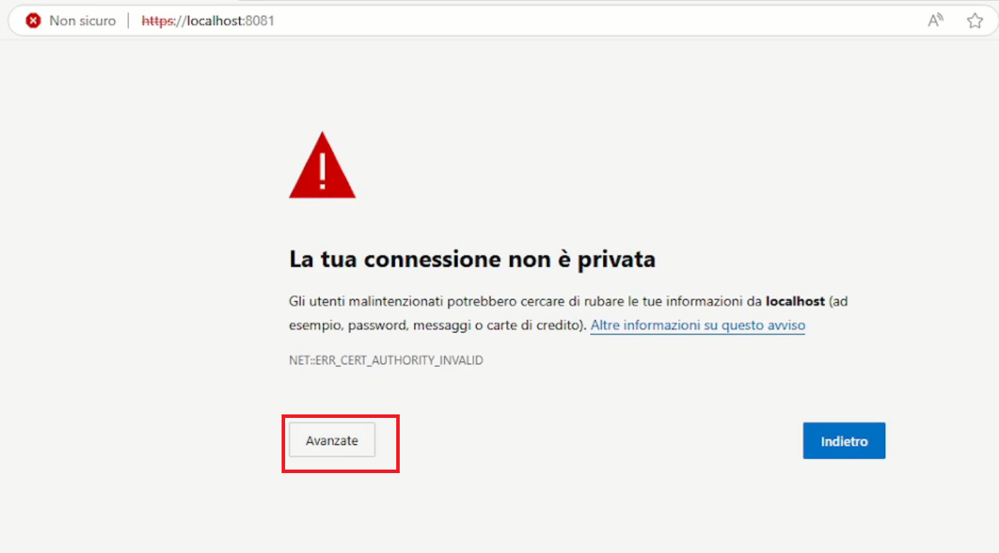 Non sicuro | https://localhost:8081
La tua connessione non è privata
Gli utenti malintenzionati potrebbero cercare di rubare le tue informazioni da localhost (ad
esempio, password, messaggi o carte di credito). Altre informazioni su questo avviso
NET::ERR_CERT_AUTHORITY_INVALID
Avanzate
Indietro